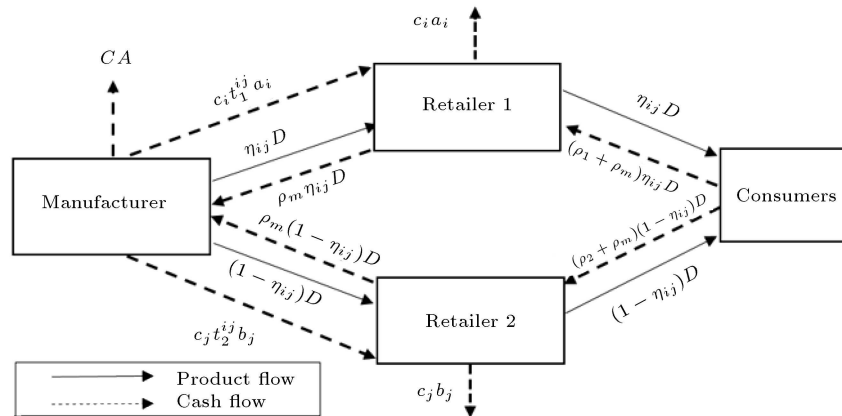 c_i a_i
CA
c_i t_1^{ij} a_i
Retailer 1
η_{ij} D
η_{ij} D
(ρ_1 + ρ_m)η_{ij} D
ρ_m η_{ij} D
Manufacturer
Consumers
ρ_m(1 − η_{ij})D
(ρ_2 + ρ_m)(1 − η_{ij})D
(1 − η_{ij})D
Retailer 2
(1 − η_{ij})D
c_j t_2^{ij} b_j
c_j b_j
Product flow
Cash flow